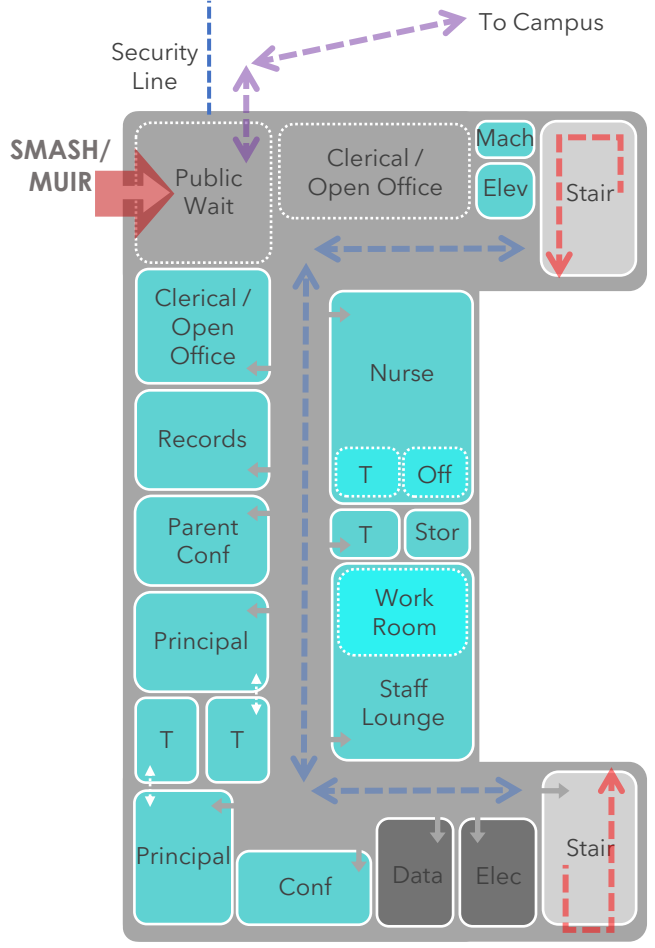 To Campus
Security
Line
SMASH/
MUIR
Public
Wait
Clerical /
Open Office
Mach
Elev
Stair
Clerical /
Open
Office
Nurse
Records
T
Off
Parent
Conf
T
Stor
Work
Room
Principal
Staff
Lounge
T
T
Principal
Conf
Data
Elec
Stair